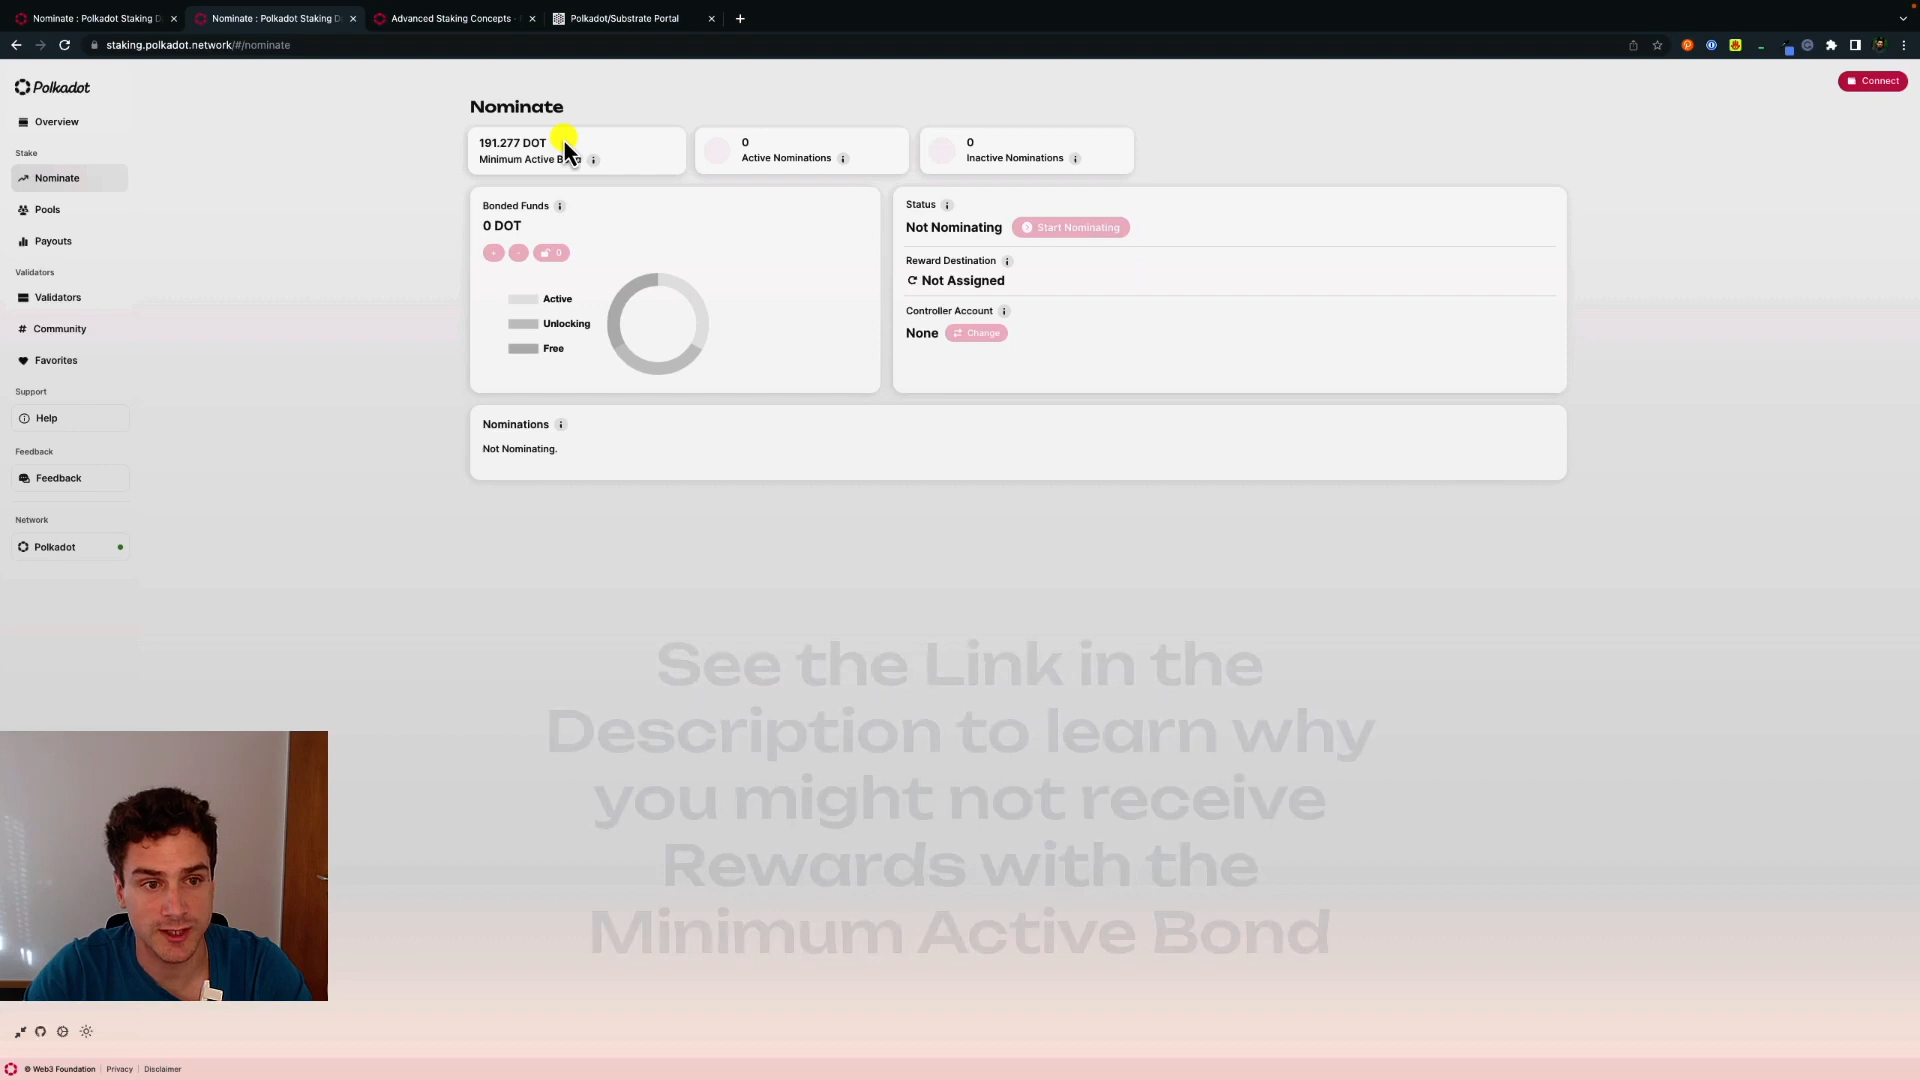 Nominate : Polkadot Staking D
Nominate : Polkadot Staking D
Advanced Staking Concepts ·
Polkadot/Substrate Portal
staking.polkadot.network/#/nominate
Polkadot
Connect
Overview
Stake
Nominate
Pools
Payouts
Validators
Validators
Community
Favorites
Support
Help
Feedback
Feedback
Network
Polkadot
Nominate
191.277 DOT
Minimum Active
0
Active Nominations
0
Inactive Nominations
Bonded Funds
0 DOT
+ - 0
Active
Unlocking
Free
Status
Not Nominating
Start Nominating
Reward Destination
Not Assigned
Controller Account
None
Change
Nominations
Not Nominating.
See the Link in the
Description to learn why
you might not receive
Rewards with the
Minimum Active Bond
© Web3 Foundation | Privacy | Disclaimer